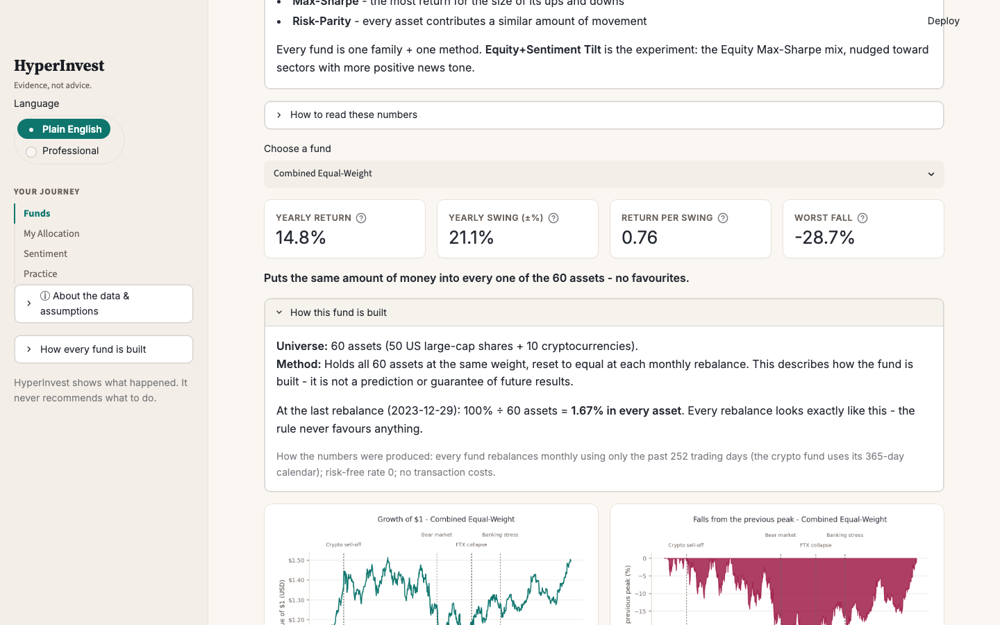 HyperInvest
Evidence, not advice.
Language
Plain English
Professional
YOUR JOURNEY
Funds
My Allocation
Sentiment
Practice
About the data &
assumptions
How every fund is built
HyperInvest shows what happened. It
never recommends what to do.
Deploy
• Max-Sharpe - the most return for the size of its ups and downs
• Risk-Parity - every asset contributes a similar amount of movement
Every fund is one family + one method. Equity+Sentiment Tilt is the experiment: the Equity Max-Sharpe mix, nudged toward
sectors with more positive news tone.
How to read these numbers
Choose a fund
Combined Equal-Weight
YEARLY RETURN
14.8%
YEARLY SWING (±%)
21.1%
RETURN PER SWING
0.76
WORST FALL
-28.7%
Puts the same amount of money into every one of the 60 assets - no favourites.
How this fund is built
Universe: 60 assets (50 US large-cap shares + 10 cryptocurrencies).
Method: Holds all 60 assets at the same weight, reset to equal at each monthly rebalance. This describes how the fund is
built - it is not a prediction or guarantee of future results.
At the last rebalance (2023-12-29): 100% ÷ 60 assets = 1.67% in every asset. Every rebalance looks exactly like this - the
rule never favours anything.
How the numbers were produced: every fund rebalances monthly using only the past 252 trading days (the crypto fund uses its 365-day
calendar); risk-free rate 0; no transaction costs.
Growth of $1 - Combined Equal-Weight
Bear market
Banking stress
Crypto sell-off
FTX collapse
$1.50
$1.40
$1.30
$1.20
of $1 (USD)
Falls from the previous peak - Combined Equal-Weight
Bear market
Banking stress
Crypto sell-off
FTX collapse
0
−5
−10
−15
previous peak (%)